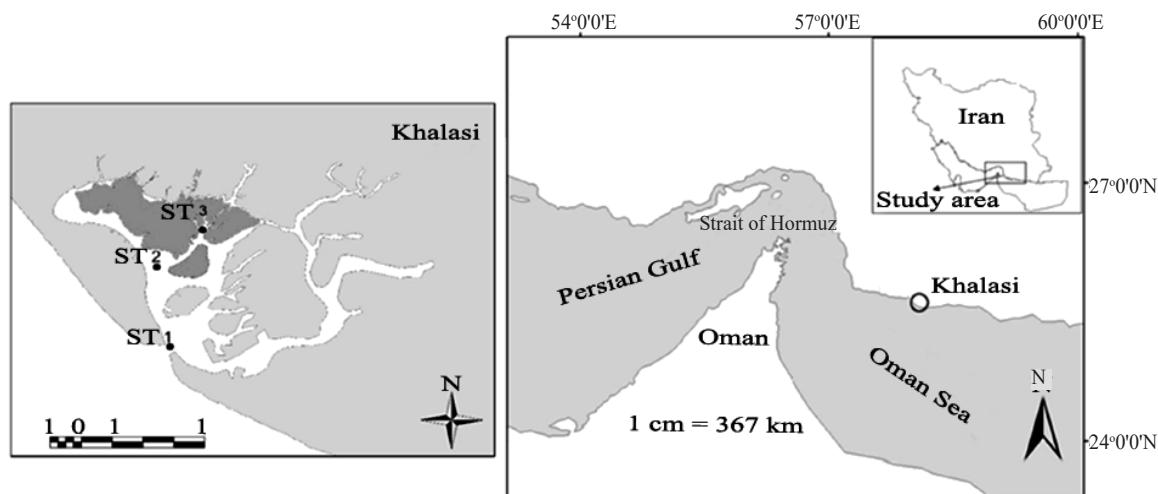 Khalasi
ST 3
ST 2
ST 1
N
1 0 1 1
54°0'0'E 57°0'0'E 60°0'0'E
Iran
Study area
27°0'0'N
Strait of Hormuz
Persian Gulf
Khalasi
Oman
Oman Sea
1 cm = 367 km
N
24°0'0'N